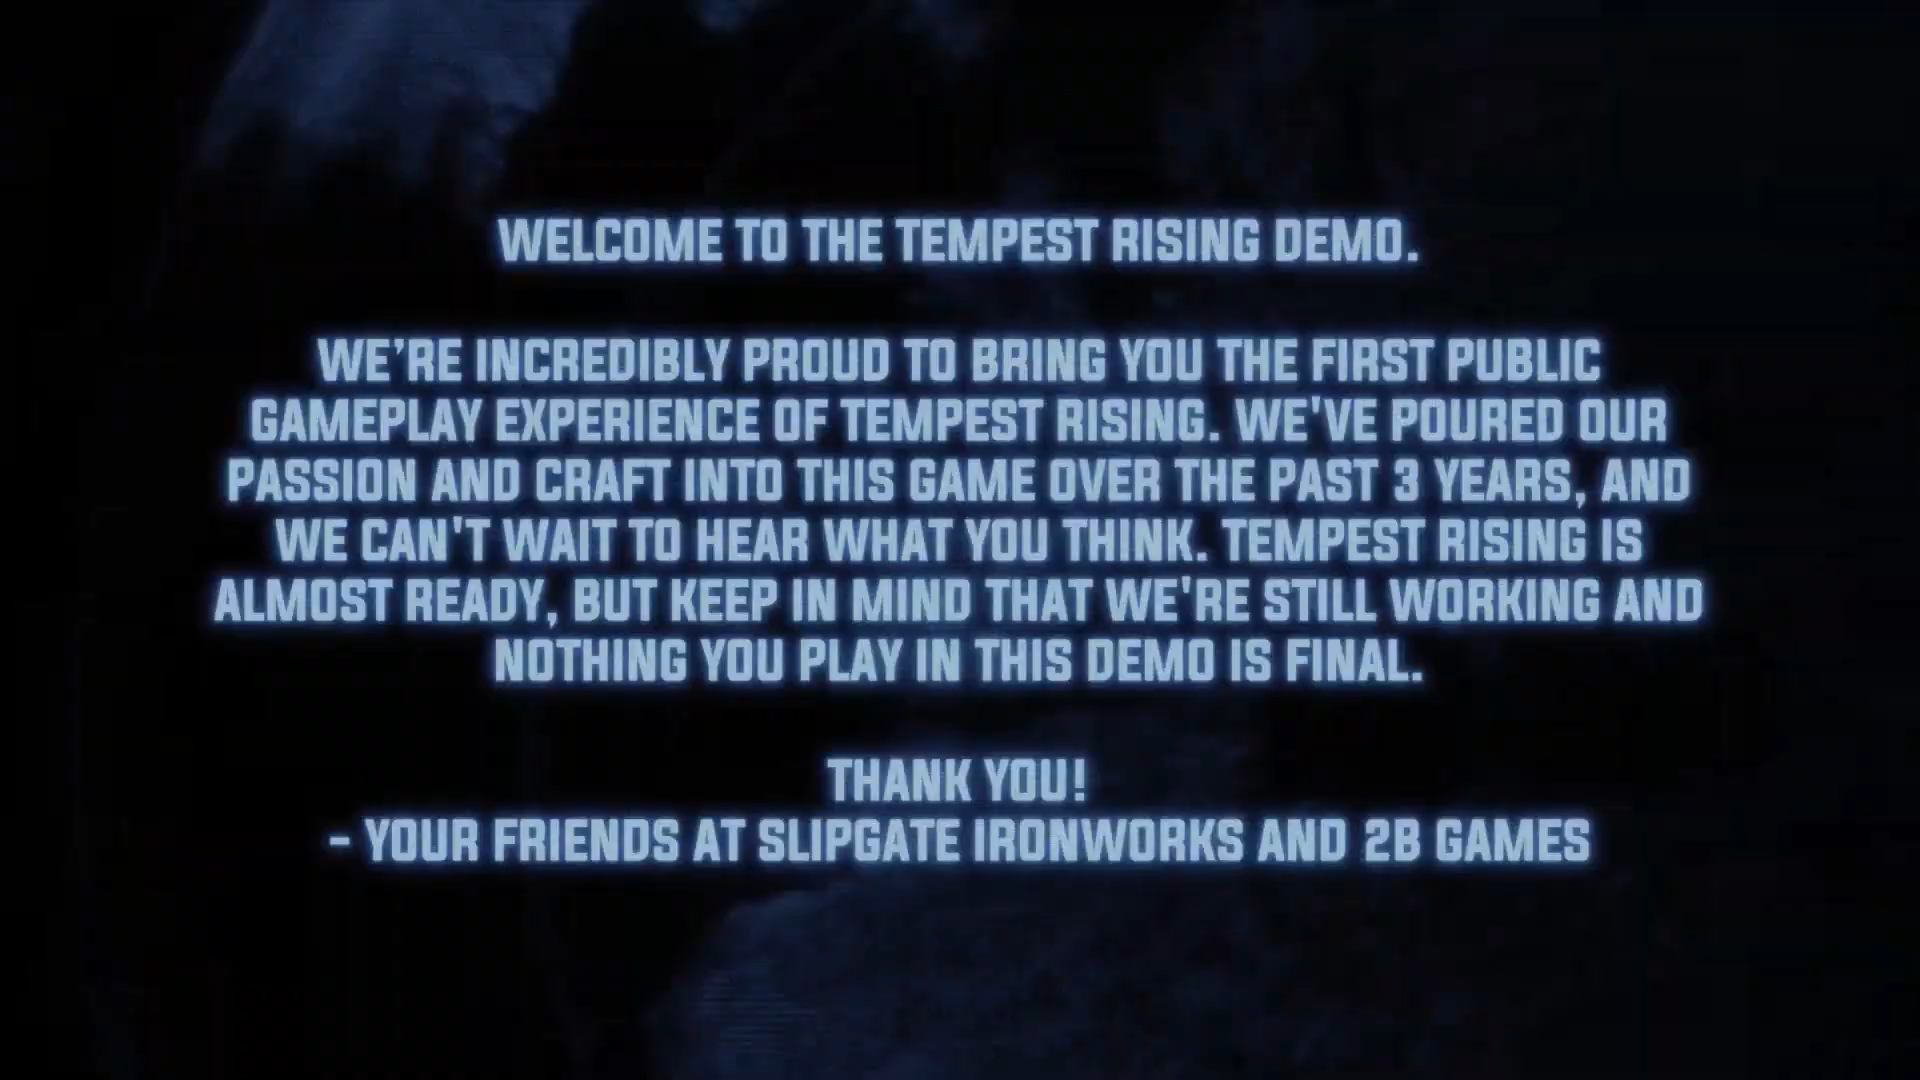 WELCOME TO THE TEMPEST RISING DEMO.
WE’RE INCREDIBLY PROUD TO BRING YOU THE FIRST PUBLIC
GAMEPLAY EXPERIENCE OF TEMPEST RISING. WE'VE POURED OUR
PASSION AND CRAFT INTO THIS GAME OVER THE PAST 3 YEARS, AND
WE CAN'T WAIT TO HEAR WHAT YOU THINK. TEMPEST RISING IS
ALMOST READY, BUT KEEP IN MIND THAT WE'RE STILL WORKING AND
NOTHING YOU PLAY IN THIS DEMO IS FINAL.
THANK YOU!
- YOUR FRIENDS AT SLIPGATE IRONWORKS AND 2B GAMES